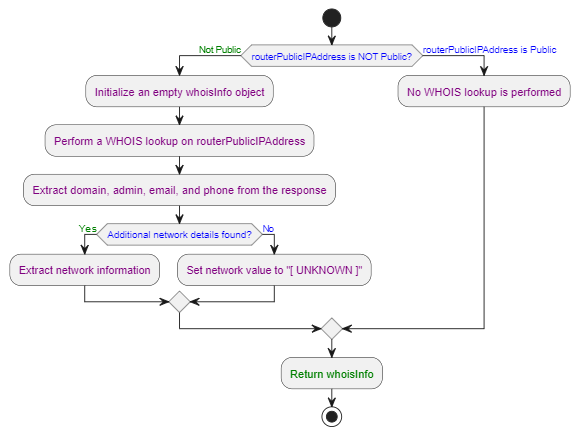 Not Public
routerPublicIPAddress is NOT Public?
routerPublicIPAddress is Public
Initialize an empty whoisInfo object
No WHOIS lookup is performed
Perform a WHOIS lookup on routerPublicIPAddress
Extract domain, admin, email, and phone from the response
Yes
Additional network details found?
No
Extract network information
Set network value to "[ UNKNOWN ]"
Return whoisInfo